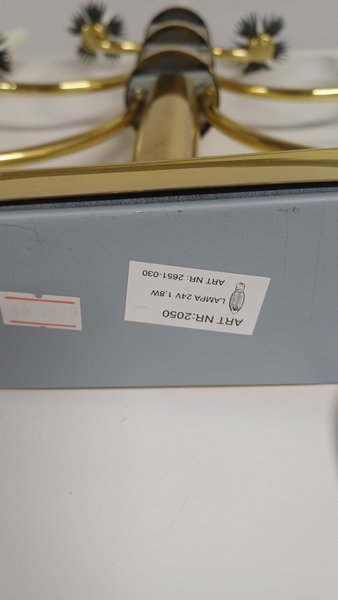 ART NR:2050
LAMPA 24V 1,8W
ART NR: 2651-030